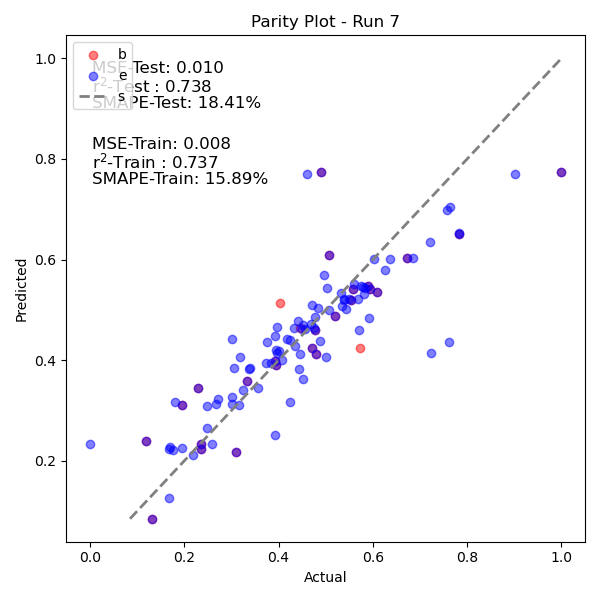 Parity Plot - Run 7
b
e
s
MSE-Test: 0.010
r²-Test : 0.738
SMAPE-Test: 18.41%
MSE-Train: 0.008
r²-Train : 0.737
SMAPE-Train: 15.89%
1.0
0.8
0.6
0.4
0.2
Predicted
0.0 0.2 0.4 0.6 0.8 1.0
Actual